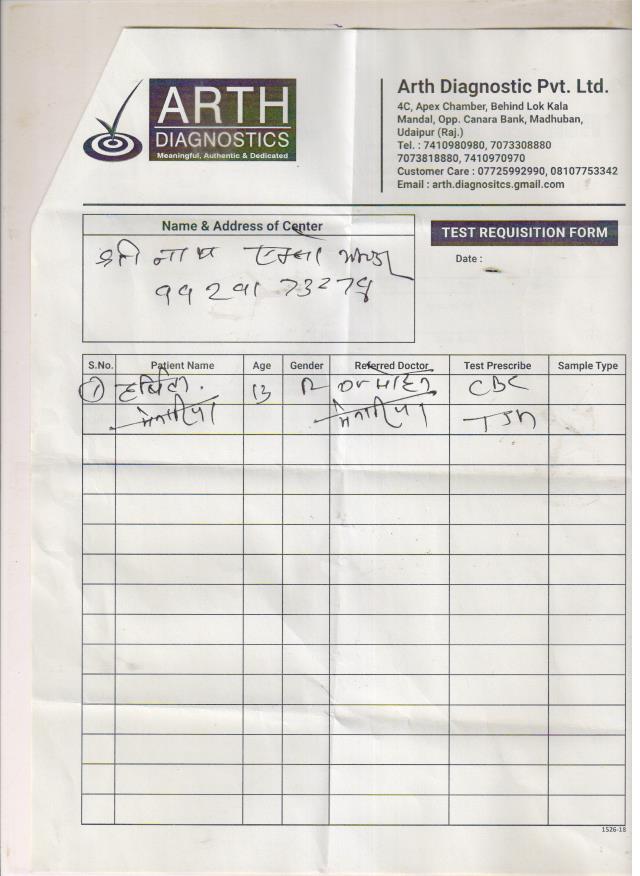 ARTH
DIAGNOSTICS
Meaningful, Authentic & Dedicated
Arth Diagnostic Pvt. Ltd.
4C, Apex Chamber, Behind Lok Kala
Mandal, Opp. Canara Bank, Madhuban,
Udaipur (Raj.)
Tel. : 7410980980, 7073308880
7073818880, 7410970970
Customer Care : 07725992990, 08107753342
Email : arth.diagnositcs.gmail.com
Name & Address of Center
श्री नाथ
TEST REQUISITION FORM
Date :
S.No. Patient Name Age Gender Referred Doctor Test Prescribe Sample Type
1 13 Dr CBC
मेनारिया मेनारिया TSH
1526-18